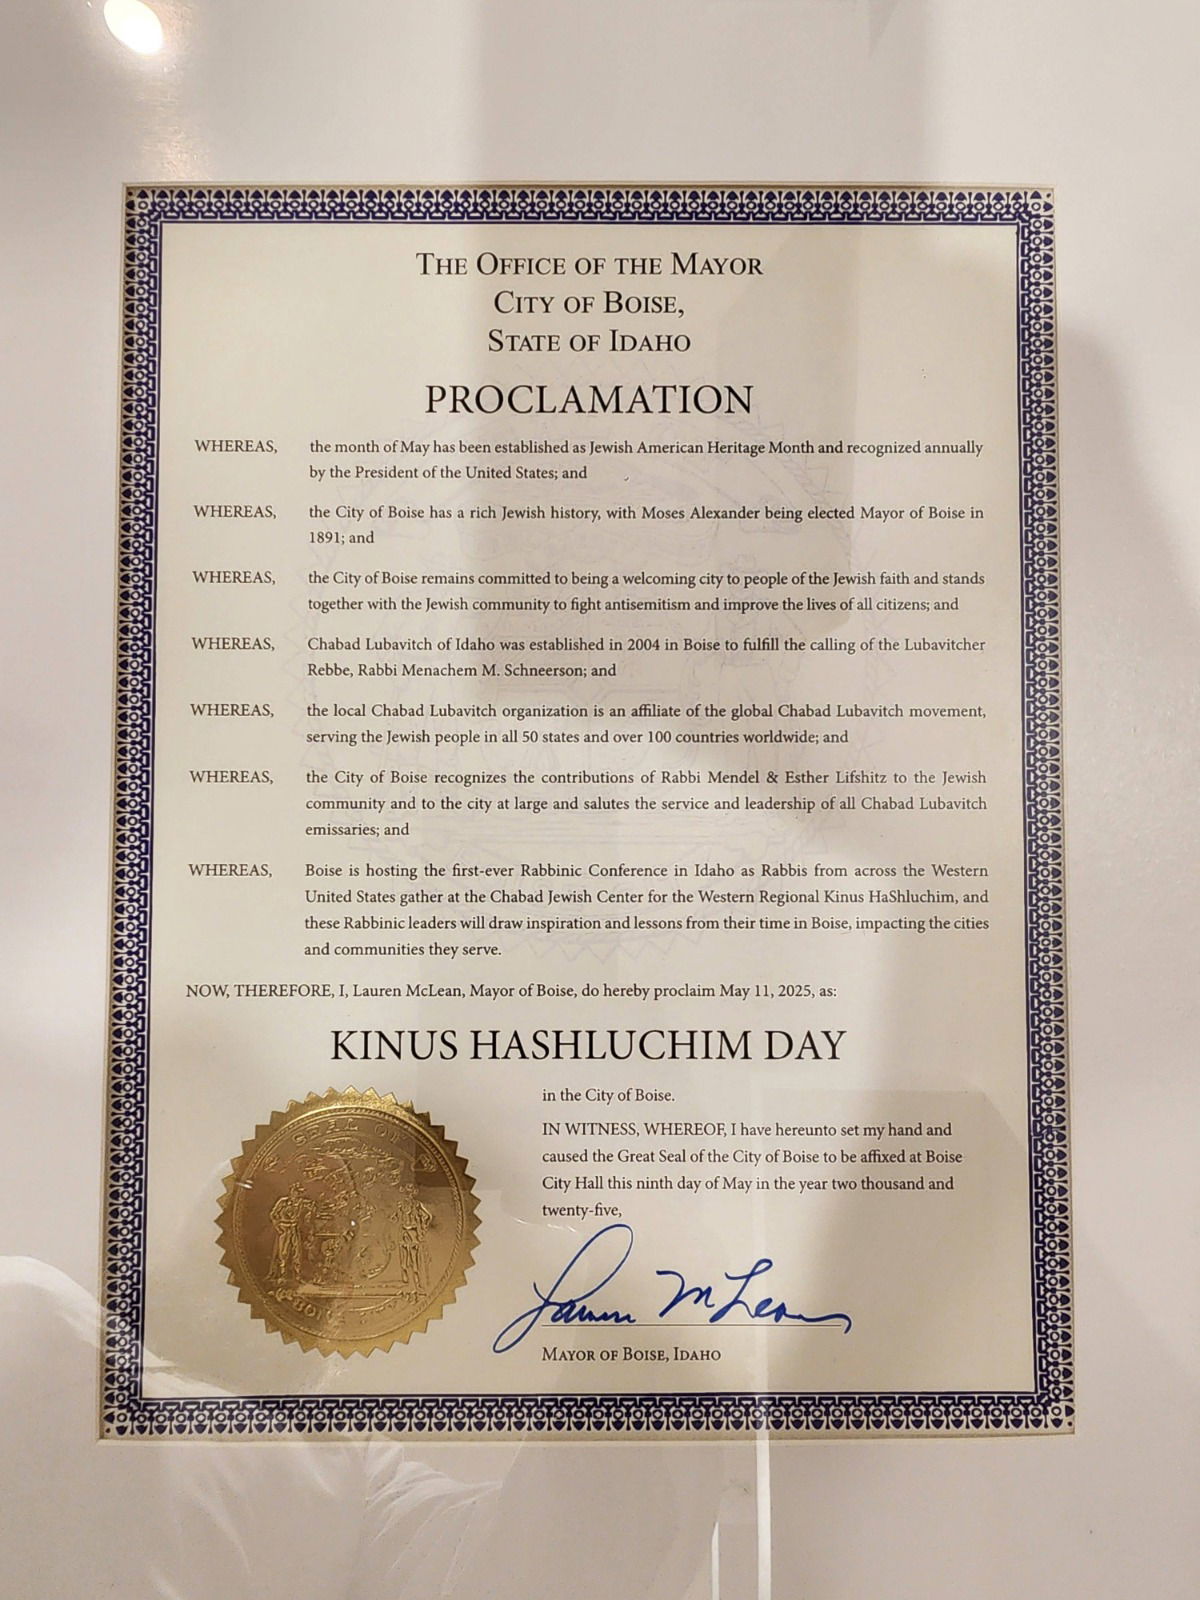 THE OFFICE OF THE MAYOR
CITY OF BOISE,
STATE OF IDAHO
PROCLAMATION
WHEREAS, the month of May has been established as Jewish American Heritage Month and recognized annually
by the President of the United States; and
WHEREAS, the City of Boise has a rich Jewish history, with Moses Alexander being elected Mayor of Boise in
1891; and
WHEREAS, the City of Boise remains committed to being a welcoming city to people of the Jewish faith and stands
together with the Jewish community to fight antisemitism and improve the lives of all citizens; and
WHEREAS, Chabad Lubavitch of Idaho was established in 2004 in Boise to fulfill the calling of the Lubavitcher
Rebbe, Rabbi Menachem M. Schneerson; and
WHEREAS, the local Chabad Lubavitch organization is an affiliate of the global Chabad Lubavitch movement,
serving the Jewish people in all 50 states and over 100 countries worldwide; and
WHEREAS, the City of Boise recognizes the contributions of Rabbi Mendel & Esther Lifshitz to the Jewish
community and to the city at large and salutes the service and leadership of all Chabad Lubavitch
emissaries; and
WHEREAS, Boise is hosting the first-ever Rabbinic Conference in Idaho as Rabbis from across the Western
United States gather at the Chabad Jewish Center for the Western Regional Kinus HaShluchim, and
these Rabbinic leaders will draw inspiration and lessons from their time in Boise, impacting the cities
and communities they serve.
NOW, THEREFORE, I, Lauren McLean, Mayor of Boise, do hereby proclaim May 11, 2025, as:
KINUS HASHLUCHIM DAY
in the City of Boise.
IN WITNESS, WHEREOF, I have hereunto set my hand and
caused the Great Seal of the City of Boise to be affixed at Boise
City Hall this ninth day of May in the year two thousand and
twenty-five,
SEAL OF
Lauren McLean
MAYOR OF BOISE, IDAHO